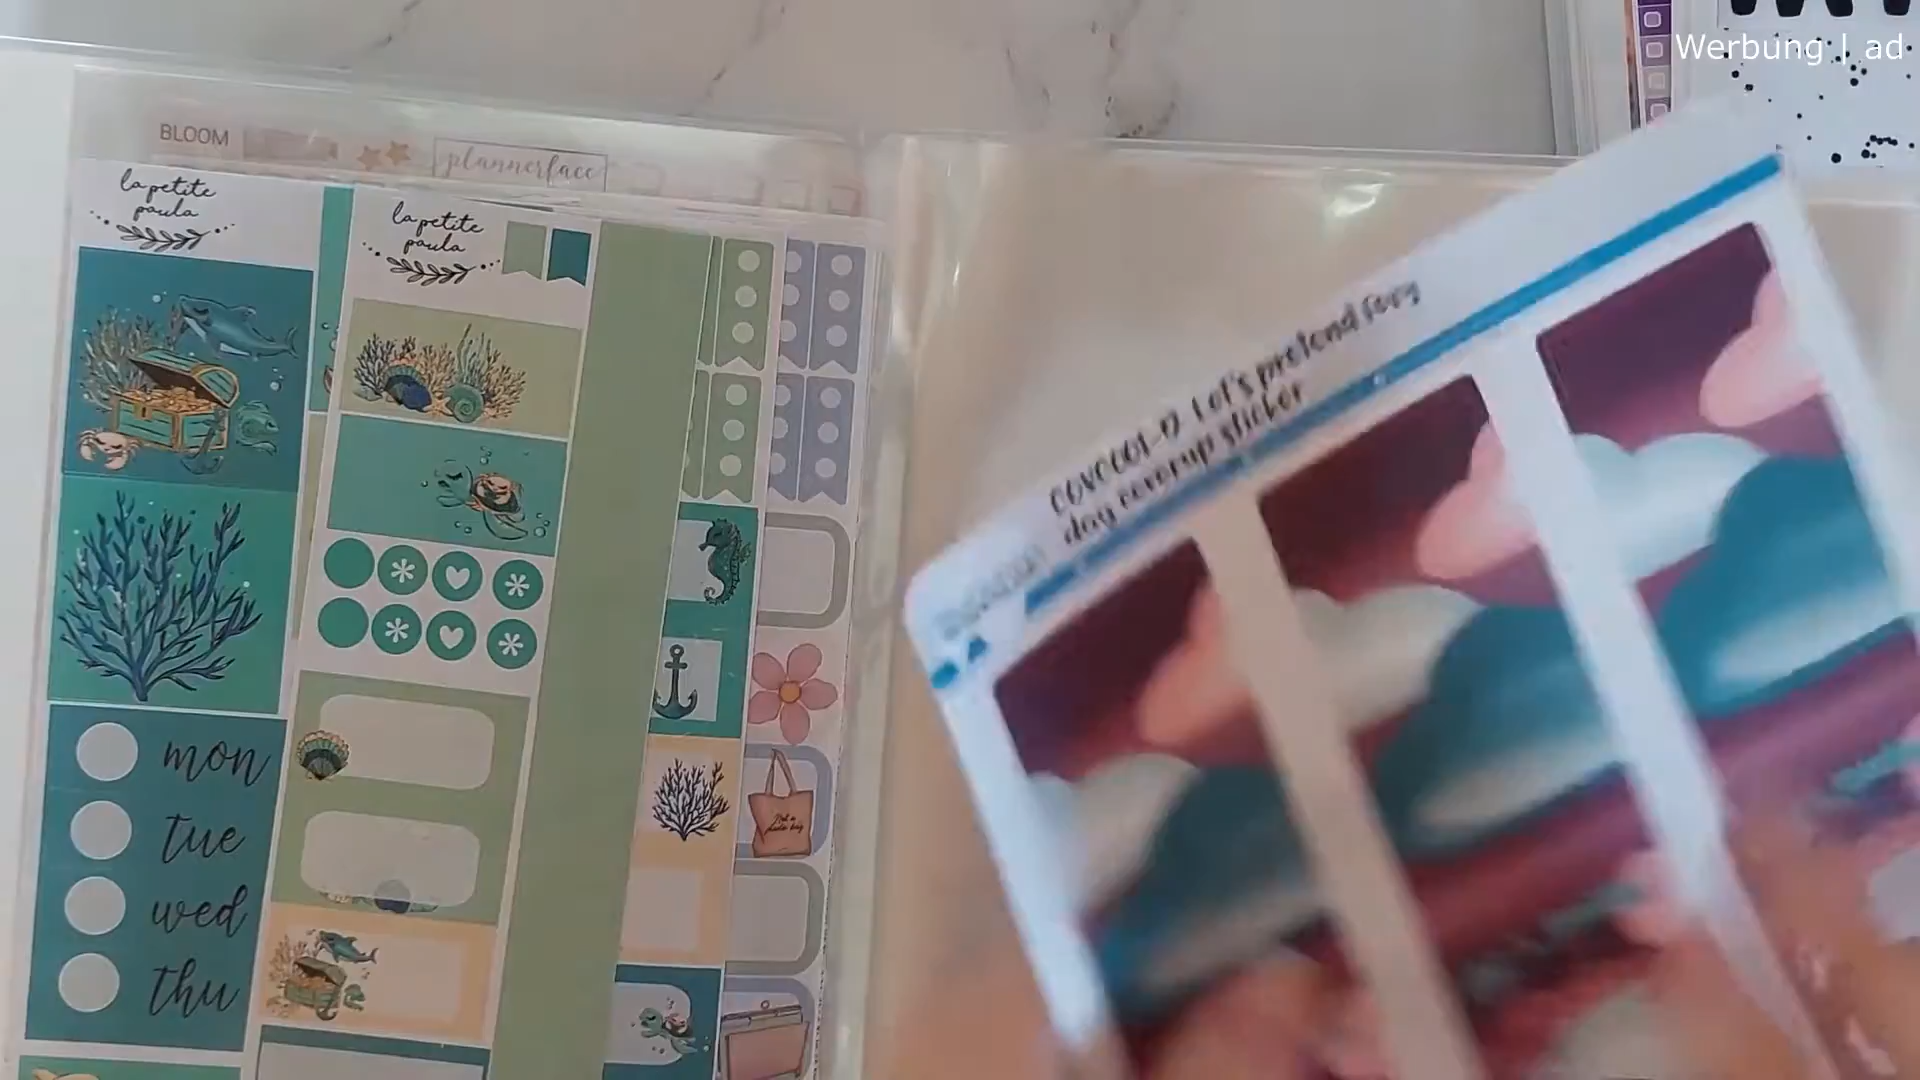 Werbung | ad
BLOOM
plannerface
la petite
paula
la petite
paula
Let's pretend foxy
day coverup sticker
mon
tue
wed
thu